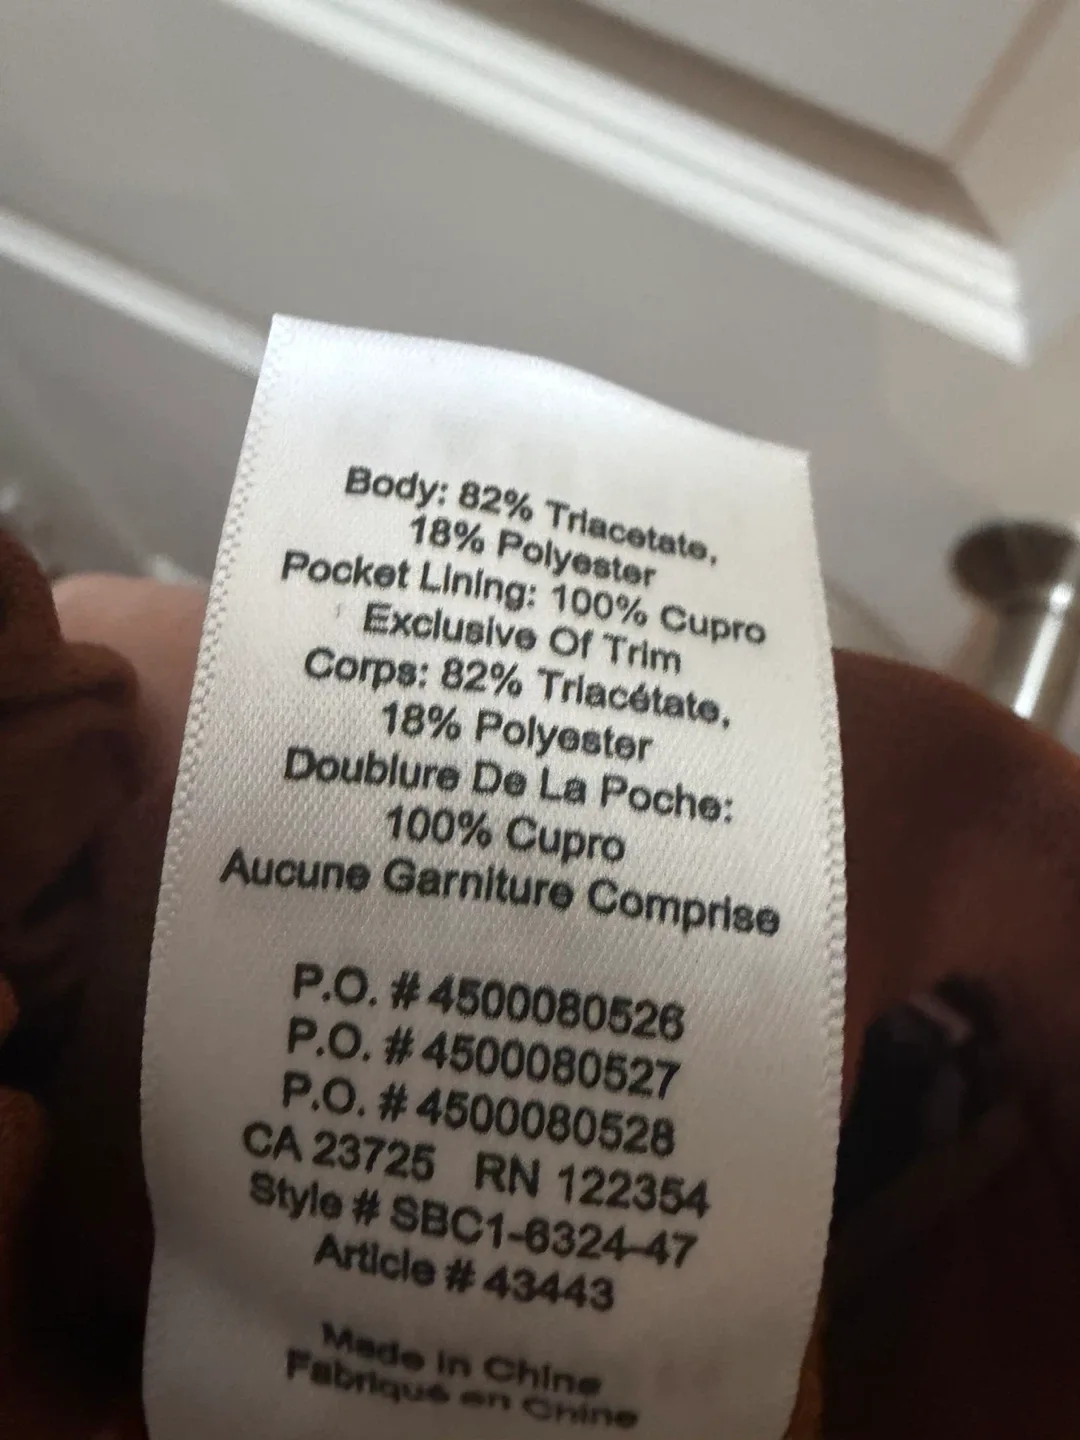 Body: 82% Triacetate,
18% Polyester
Pocket Lining: 100% Cupro
Exclusive Of Trim
Corps: 82% Triacétate,
18% Polyester
Doublure De La Poche:
100% Cupro
Aucune Garniture Comprise
P.O. # 4500080526
P.O. # 4500080527
P.O. # 4500080528
CA 23725 RN 122354
Style # SBC1-6324-47
Article # 43443
Made in China
Fabriqué en Chine